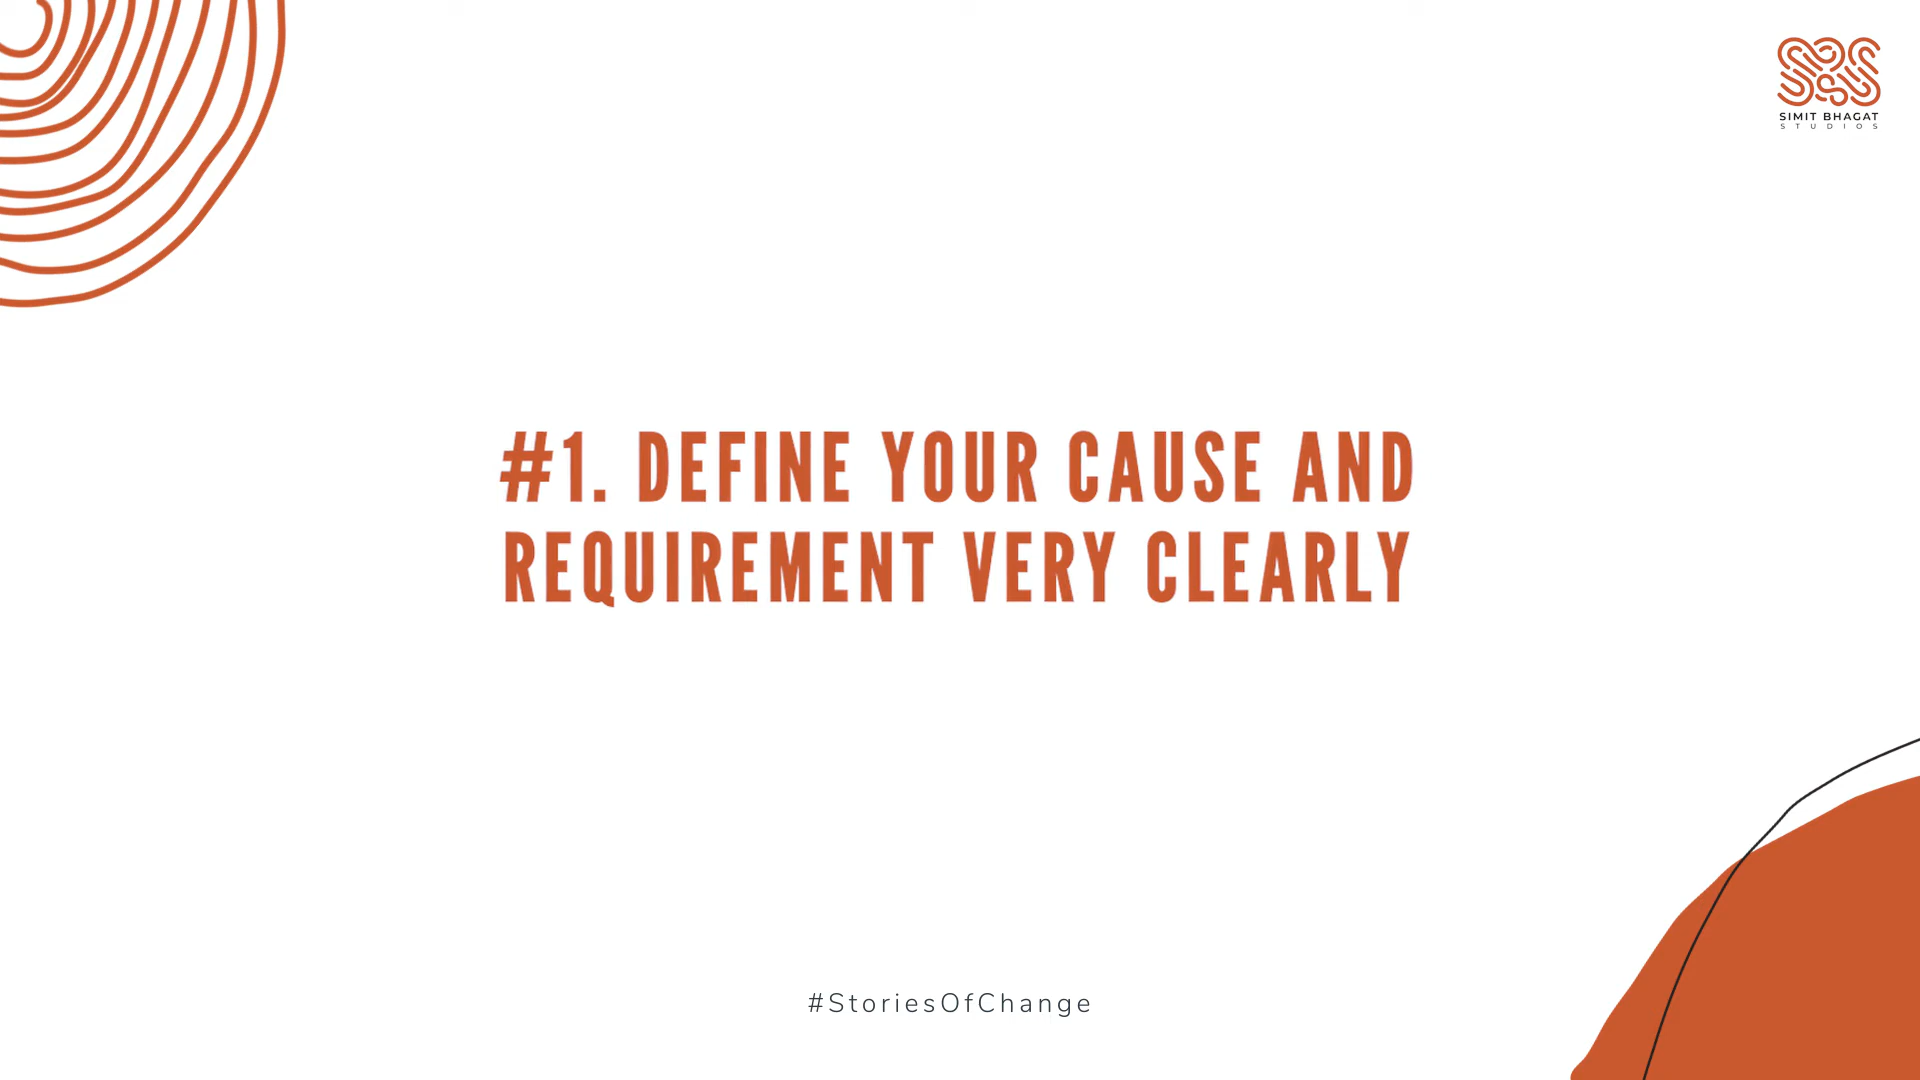 SIMIT BHAGAT
STUDIOS
#1. DEFINE YOUR CAUSE AND
REQUIREMENT VERY CLEARLY
#StoriesOfChange